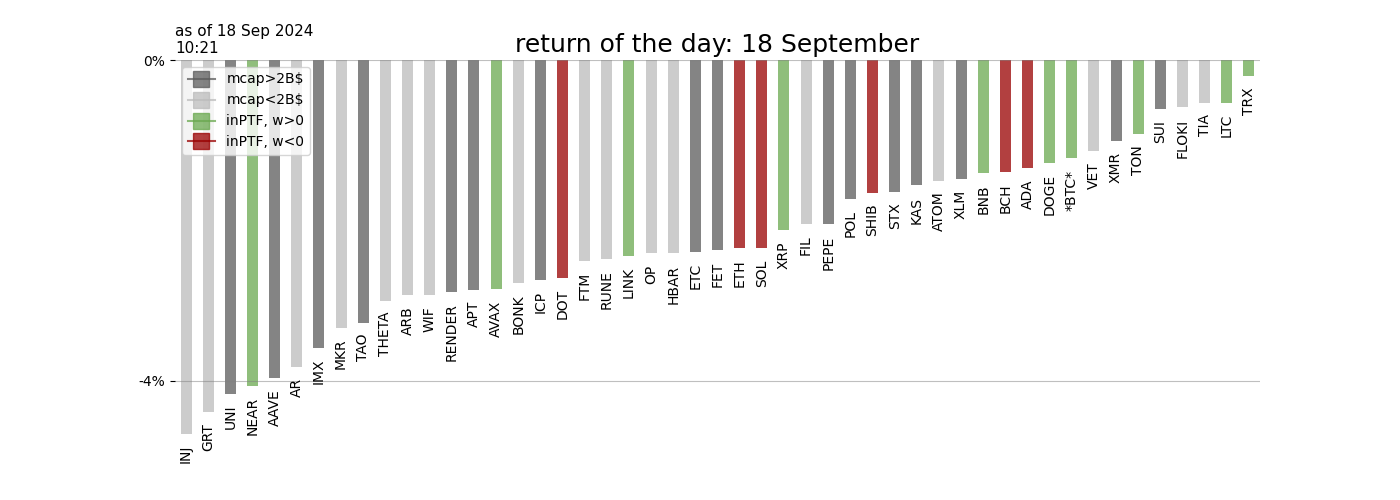 as of 18 Sep 2024
10:21
return of the day: 18 September
0%
mcap>2B$
mcap<2B$
inPTF, w>0
inPTF, w<0
-4%
INJ
GRT
UNI
NEAR
AAVE
AR
IMX
MKR
TAO
THETA
ARB
WIF
RENDER
APT
AVAX
BONK
ICP
DOT
FTM
RUNE
LINK
OP
HBAR
ETC
FET
ETH
SOL
XRP
FIL
PEPE
POL
SHIB
STX
KAS
ATOM
XLM
BNB
BCH
ADA
DOGE
*BTC*
VET
XMR
TON
SUI
FLOKI
TIA
LTC
TRX